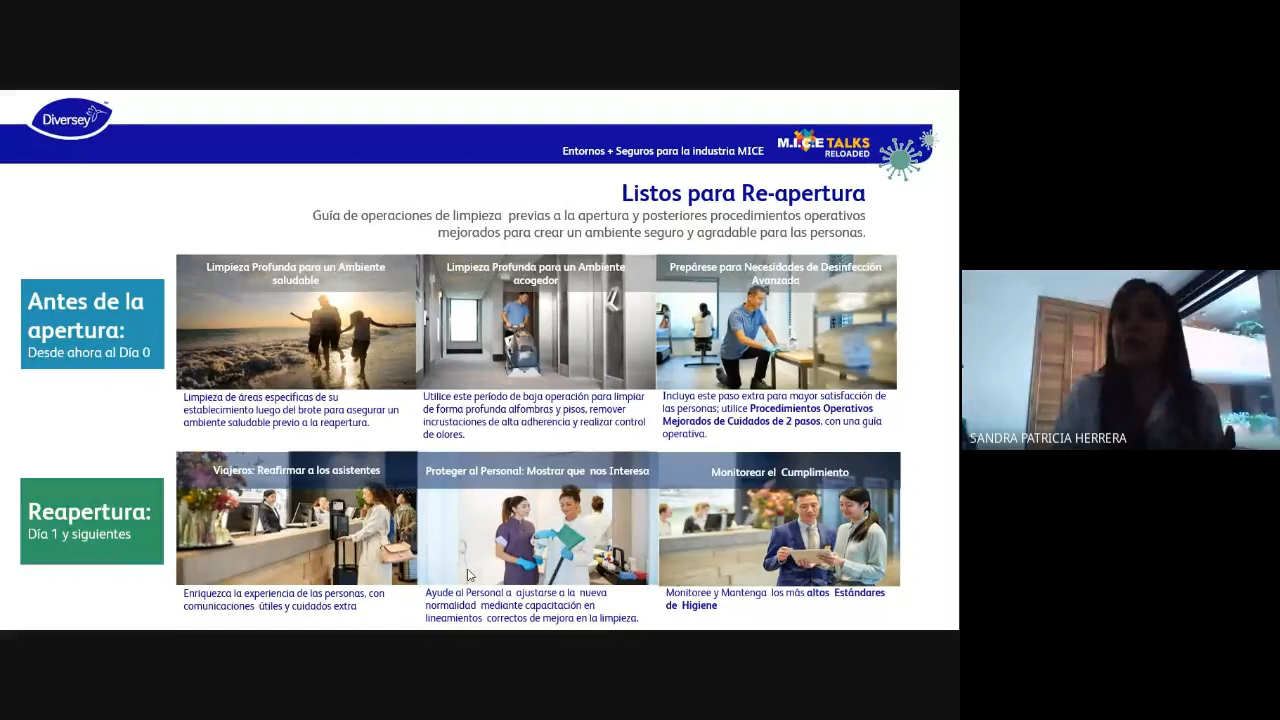 Diversey
Entornos + Seguros para la industria MICE
M.I.C.E TALKS
RELOADED
Listos para Re-apertura
Guía de operaciones de limpieza previas a la apertura y posteriores procedimientos operativos
mejorados para crear un ambiente seguro y agradable para las personas.
Antes de la
apertura:
Desde ahora al Día 0
Limpieza Profunda para un Ambiente
saludable
Limpieza de áreas específicas de su
establecimiento luego del brote para asegurar un
ambiente saludable previo a la reapertura.
Limpieza Profunda para un Ambiente
acogedor
Utilice este período de baja operación para limpiar
de forma profunda alfombras y pisos, remover
incrustaciones de alta adherencia y realizar control
de olores.
Prepárese para Necesidades de Desinfección
Avanzada
Incluya este paso extra para mayor satisfacción de
las personas; utilice Procedimientos Operativos
Mejorados de Cuidados de 2 pasos, con una guía
operativa.
Reapertura:
Día 1 y siguientes
Viajeros: Reafirmar a los asistentes
Enriquezca la experiencia de las personas, con
comunicaciones útiles y cuidados extra
Proteger al Personal: Mostrar que nos Interesa
Ayude al Personal a ajustarse a la nueva
normalidad mediante capacitación en
lineamientos correctos de mejora en la limpieza.
Monitorear el Cumplimiento
Monitoree y Mantenga los más altos Estándares
de Higiene
SANDRA PATRICIA HERRERA